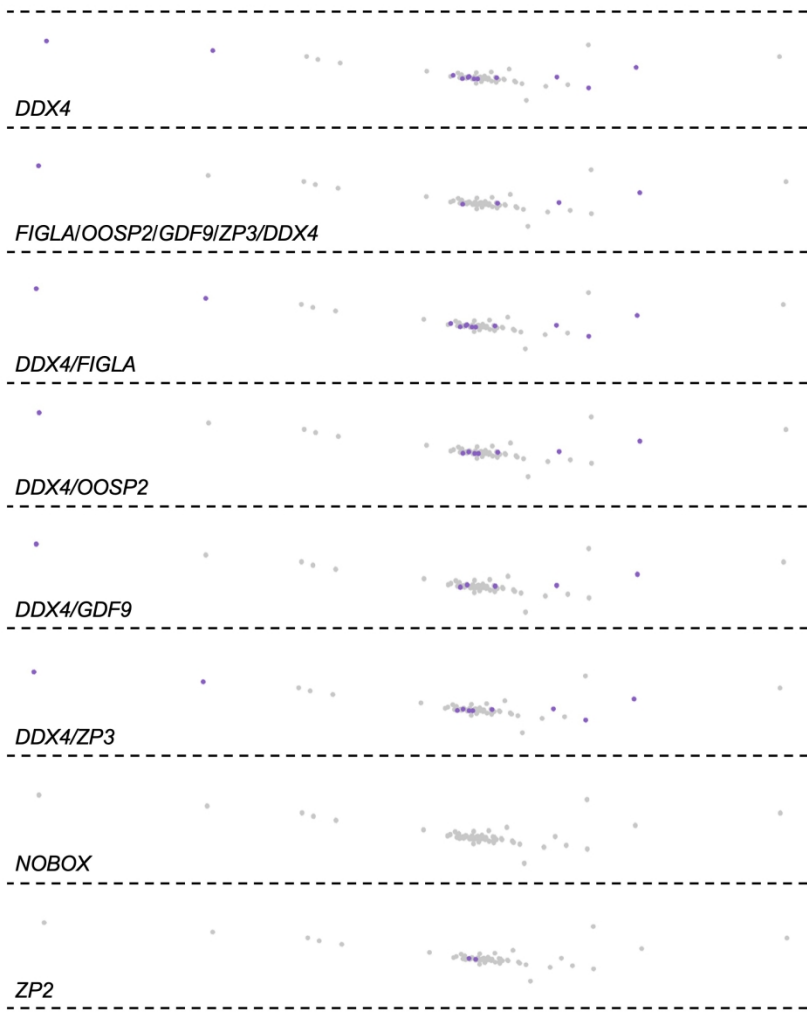 DDX4
FIGLA/OOSP2/GDF9/ZP3/DDX4
DDX4/FIGLA
DDX4/OOSP2
DDX4/GDF9
DDX4/ZP3
NOBOX
ZP2